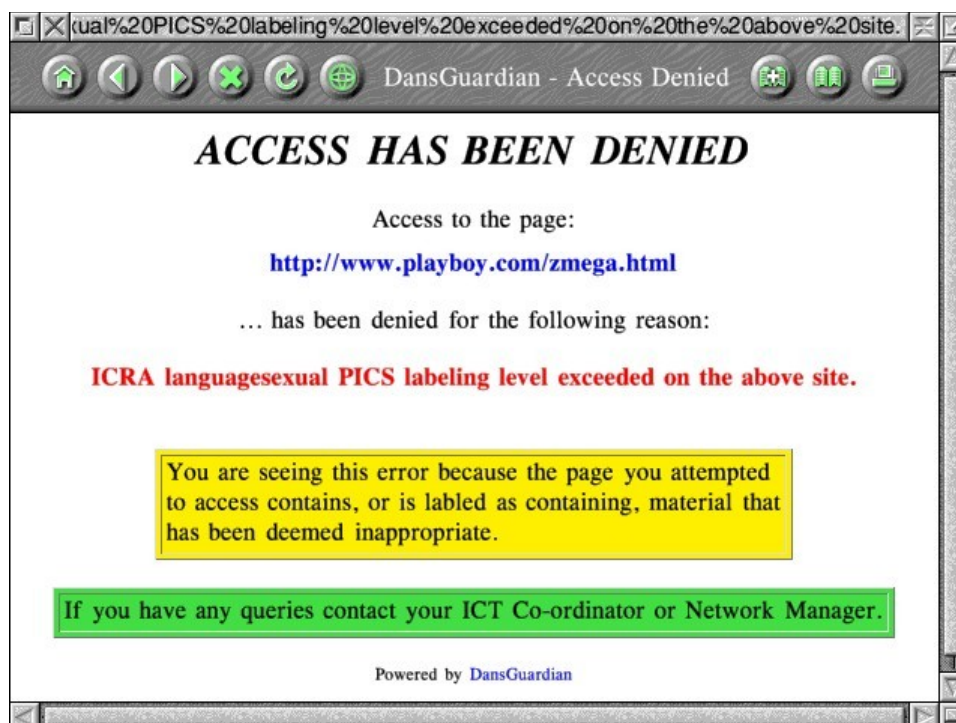 xual%20PICS%20labeling%20level%20exceeded%20on%20the%20above%20site.
DansGuardian - Access Denied
ACCESS HAS BEEN DENIED
Access to the page:
http://www.playboy.com/zmega.html
... has been denied for the following reason:
ICRA languagesexual PICS labeling level exceeded on the above site.
You are seeing this error because the page you attempted
to access contains, or is labled as containing, material that
has been deemed inappropriate.
If you have any queries contact your ICT Co-ordinator or Network Manager.
Powered by DansGuardian